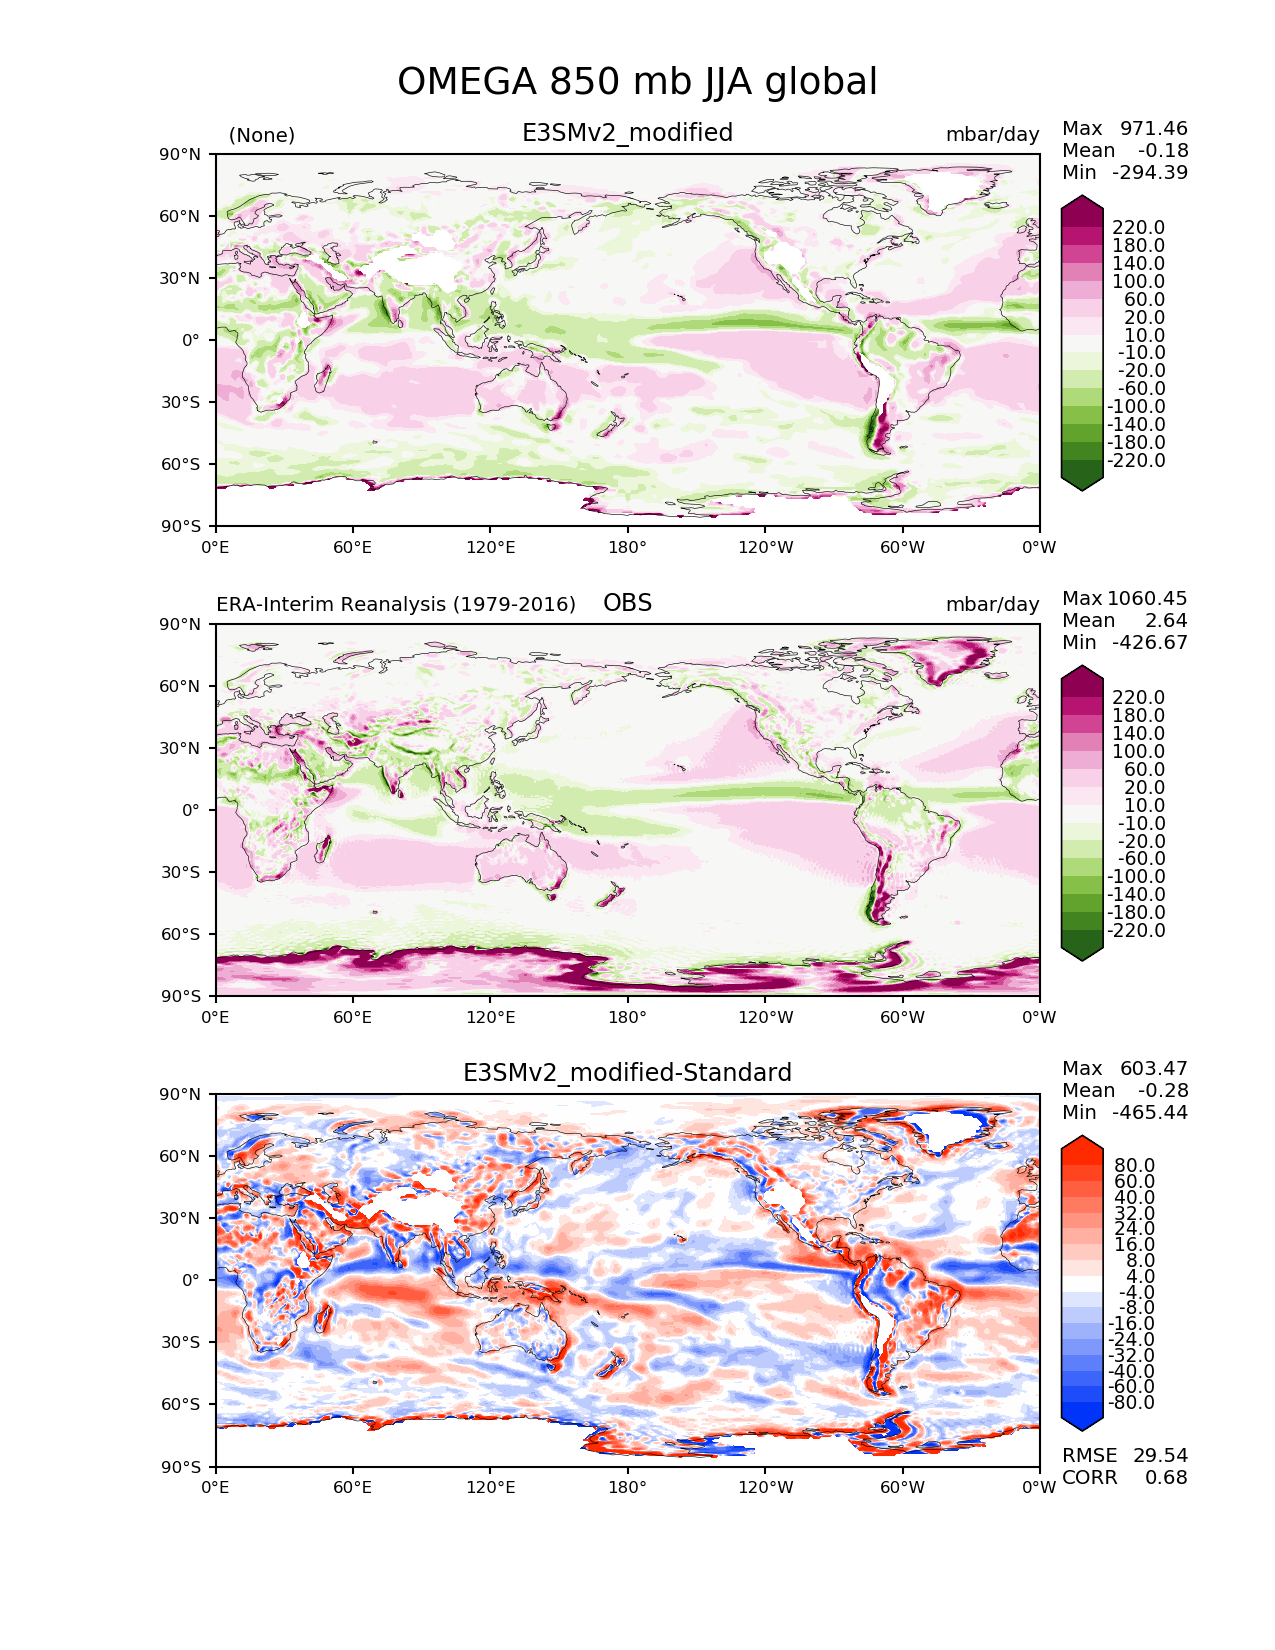 OMEGA 850 mb JJA global
(None) E3SMv2_modified mbar/day
Max 971.46
Mean -0.18
Min -294.39
90°N
60°N
30°N
0°
30°S
60°S
90°S
0°E 60°E 120°E 180° 120°W 60°W 0°W
220.0
180.0
140.0
100.0
60.0
20.0
10.0
-10.0
-20.0
-60.0
-100.0
-140.0
-180.0
-220.0
ERA-Interim Reanalysis (1979-2016) OBS mbar/day
Max 1060.45
Mean 2.64
Min -426.67
90°N
60°N
30°N
0°
30°S
60°S
90°S
0°E 60°E 120°E 180° 120°W 60°W 0°W
220.0
180.0
140.0
100.0
60.0
20.0
10.0
-10.0
-20.0
-60.0
-100.0
-140.0
-180.0
-220.0
E3SMv2_modified-Standard
Max 603.47
Mean -0.28
Min -465.44
90°N
60°N
30°N
0°
30°S
60°S
90°S
0°E 60°E 120°E 180° 120°W 60°W 0°W
80.0
60.0
40.0
32.0
24.0
16.0
8.0
4.0
-4.0
-8.0
-16.0
-24.0
-32.0
-40.0
-60.0
-80.0
RMSE 29.54
CORR 0.68